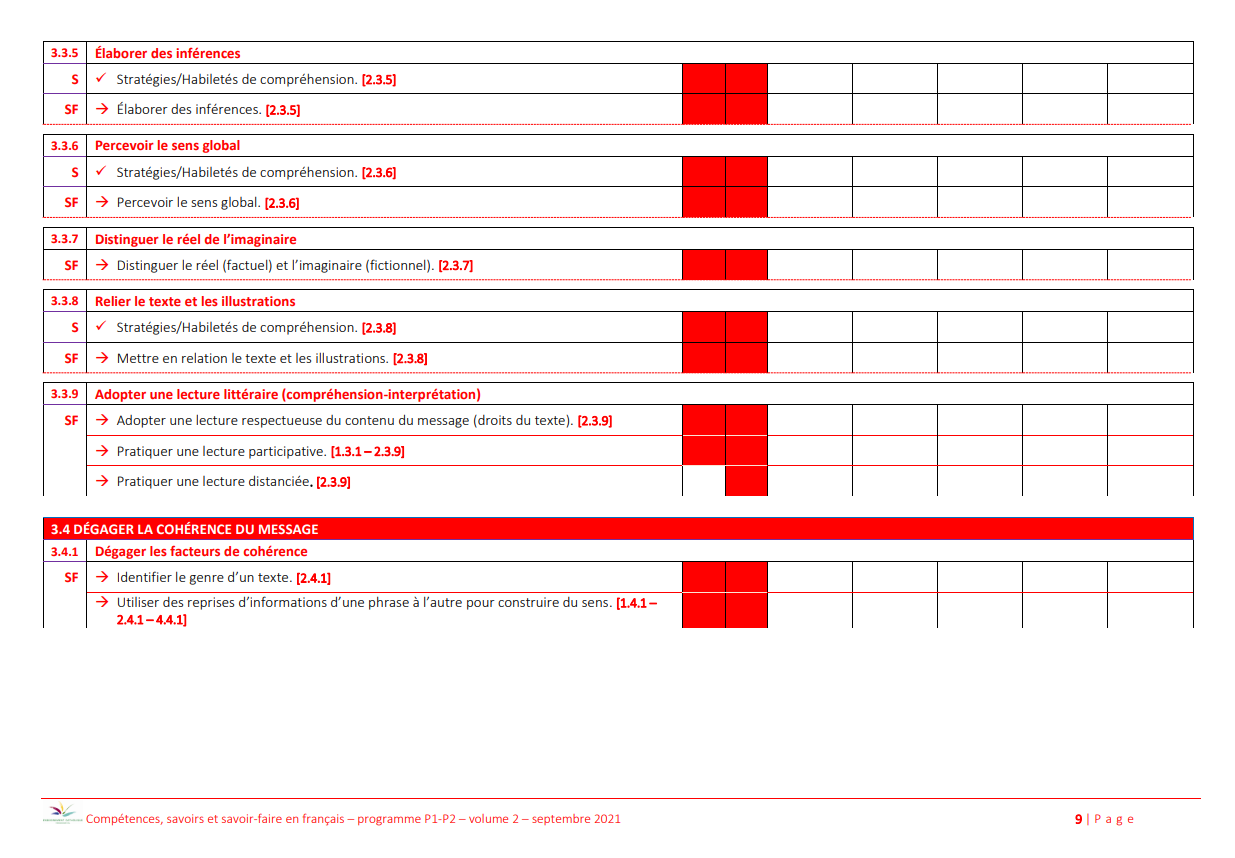 3.3.5 Élaborer des inférences
S ✓ Stratégies/Habiletés de compréhension. [2.3.5]
SF → Élaborer des inférences. [2.3.5]
3.3.6 Percevoir le sens global
S ✓ Stratégies/Habiletés de compréhension. [2.3.6]
SF → Percevoir le sens global. [2.3.6]
3.3.7 Distinguer le réel de l’imaginaire
SF → Distinguer le réel (factuel) et l’imaginaire (fictionnel). [2.3.7]
3.3.8 Relier le texte et les illustrations
S ✓ Stratégies/Habiletés de compréhension. [2.3.8]
SF → Mettre en relation le texte et les illustrations. [2.3.8]
3.3.9 Adopter une lecture littéraire (compréhension-interprétation)
SF → Adopter une lecture respectueuse du contenu du message (droits du texte). [2.3.9]
→ Pratiquer une lecture participative. [1.3.1 – 2.3.9]
→ Pratiquer une lecture distanciée. [2.3.9]
3.4 DÉGAGER LA COHÉRENCE DU MESSAGE
3.4.1 Dégager les facteurs de cohérence
SF → Identifier le genre d’un texte. [2.4.1]
→ Utiliser des reprises d’informations d’une phrase à l’autre pour construire du sens. [1.4.1 –
2.4.1 – 4.4.1]
Compétences, savoirs et savoir-faire en français – programme P1-P2 – volume 2 – septembre 2021 9 | Page